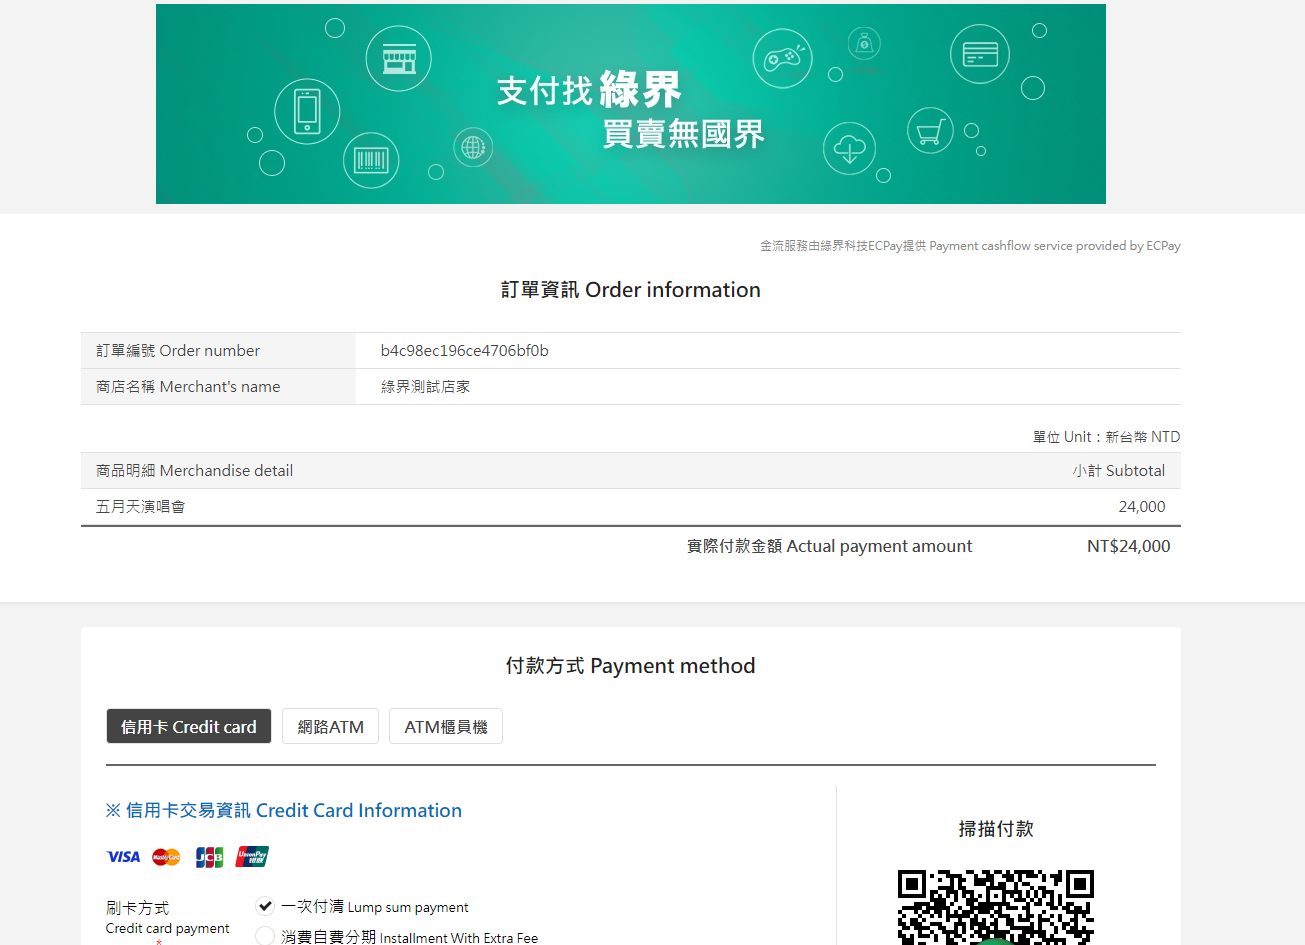 支付找 綠界
買賣無國界
金流服務由綠界科技ECPay提供 Payment cashflow service provided by ECPay
訂單資訊 Order information
訂單編號 Order number b4c98ec196ce4706bf0b
商店名稱 Merchant's name 綠界測試店家
單位 Unit：新台幣 NTD
商品明細 Merchandise detail 小計 Subtotal
五月天演唱會 24,000
實際付款金額 Actual payment amount NT$24,000
付款方式 Payment method
信用卡 Credit card 網路ATM ATM櫃員機
※ 信用卡交易資訊 Credit Card Information
掃描付款
VISA MasterCard JCB UnionPay 银联
刷卡方式 一次付清 Lump sum payment
Credit card payment
* 消費自費分期 Installment With Extra Fee